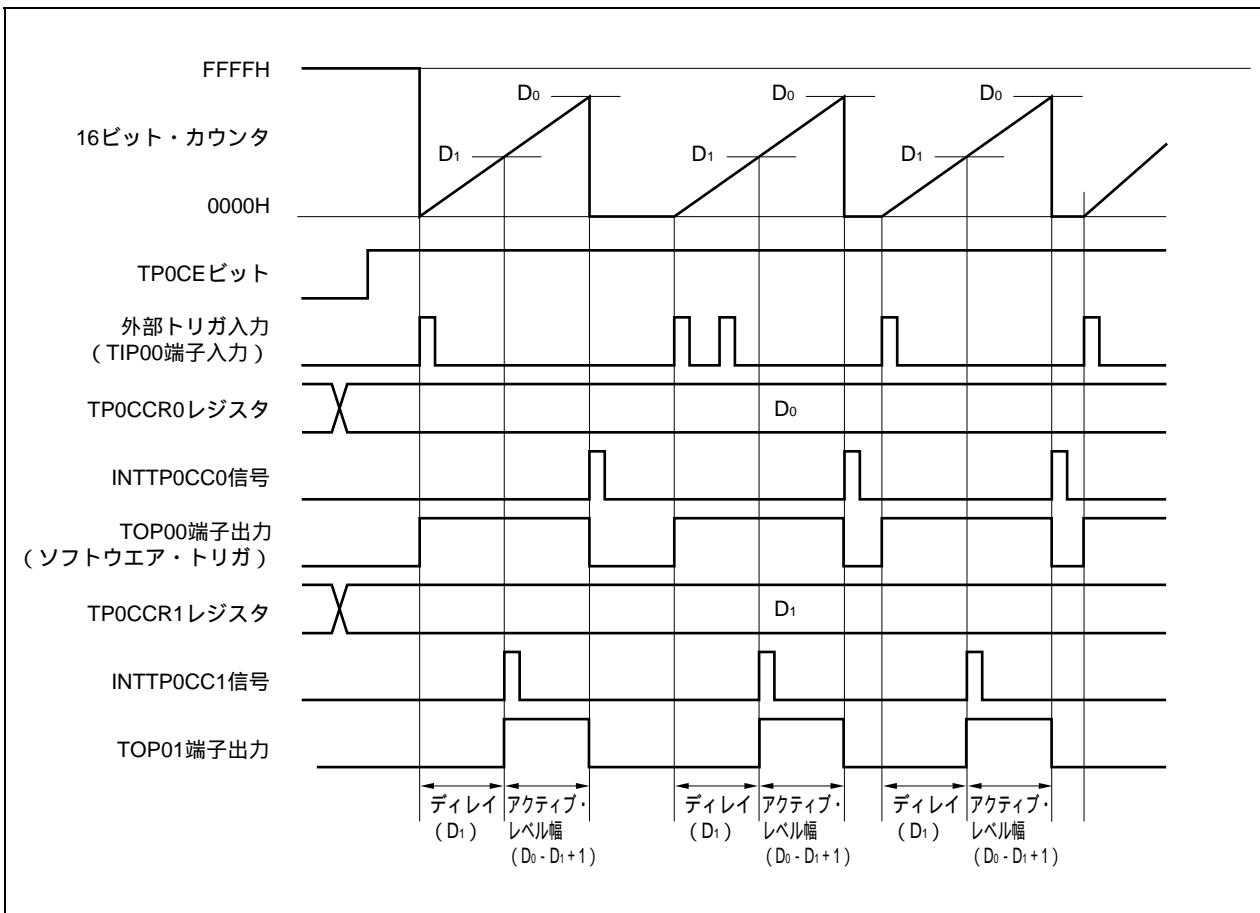 FFFFH
D0
D0
D0
16ビット・カウンタ
D1
D1
D1
0000H
TP0CEビット
外部トリガ入力
（TIP00端子入力）
TP0CCR0レジスタ
D0
INTTP0CC0信号
TOP00端子出力
（ソフトウエア・トリガ）
TP0CCR1レジスタ
D1
INTTP0CC1信号
TOP01端子出力
ディレイ
（D1）
アクティブ・
レベル幅
（D0 - D1 + 1）
ディレイ
（D1）
アクティブ・
レベル幅
（D0 - D1 + 1）
ディレイ
（D1）
アクティブ・
レベル幅
（D0 - D1 + 1）